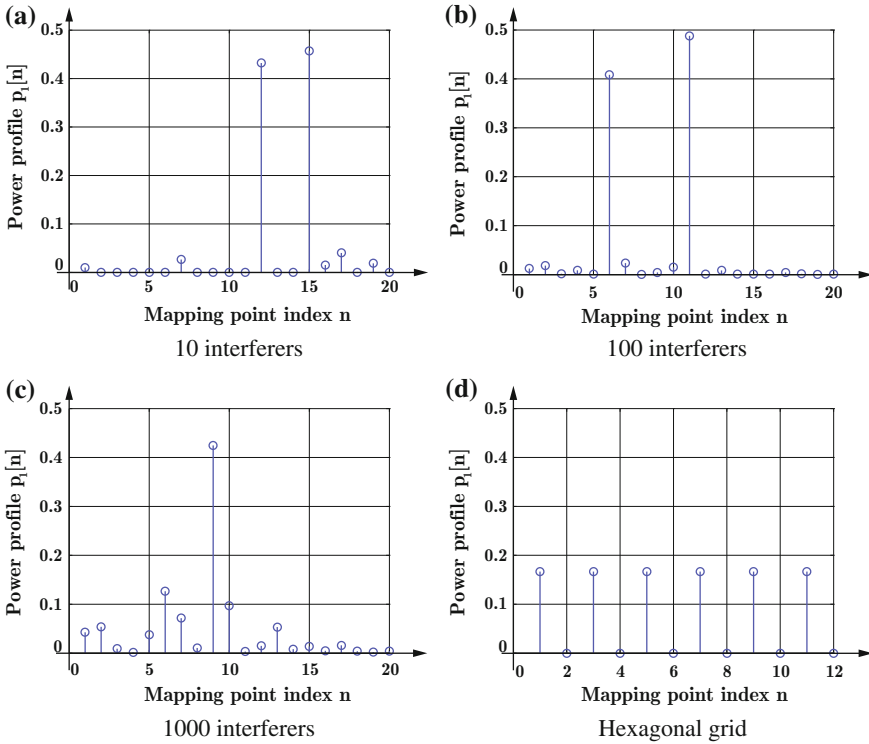 (a)
Power profile p₁[n]
0.5
0.4
0.3
0.2
0.1
0
0 5 10 15 20
Mapping point index n
10 interferers
(b)
Power profile p₁[n]
0.5
0.4
0.3
0.2
0.1
0
0 5 10 15 20
Mapping point index n
100 interferers
(c)
Power profile p₁[n]
0.5
0.4
0.3
0.2
0.1
0
0 5 10 15 20
Mapping point index n
1000 interferers
(d)
Power profile p₁[n]
0.5
0.4
0.3
0.2
0.1
0
0 2 4 6 8 10 12
Mapping point index n
Hexagonal grid